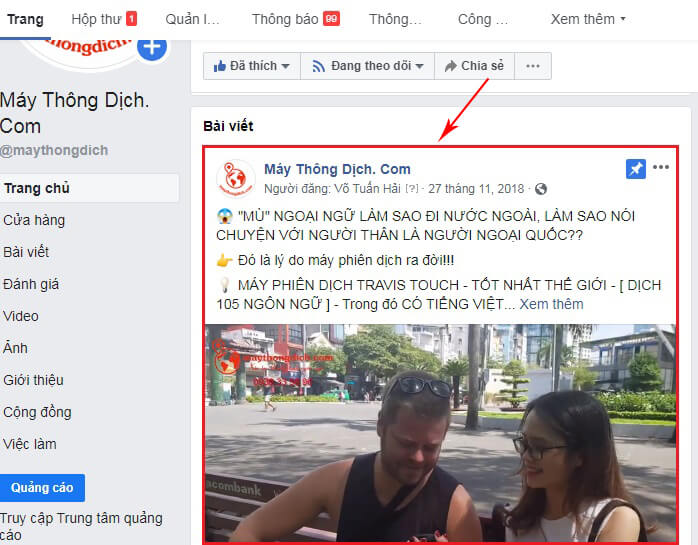 Trang Hộp thư 1 Quản l... Thông báo 99 Thông... Công ... Xem thêm
ongdich
Đã thích Đang theo dõi Chia sẻ ...
Máy Thông Dịch.
Com
@maythongdich
Trang chủ
Cửa hàng
Bài viết
Đánh giá
Video
Ảnh
Giới thiệu
Cộng đồng
Việc làm
Quảng cáo
Truy cập Trung tâm quảng
cáo
Bài viết
Máy Thông Dịch. Com
Người đăng: Võ Tuấn Hải [?] · 27 tháng 11, 2018 ·
😱 "MÙ" NGOẠI NGỮ LÀM SAO ĐI NƯỚC NGOÀI, LÀM SAO NÓI
CHUYỆN VỚI NGƯỜI THÂN LÀ NGƯỜI NGOẠI QUỐC??
👉 Đó là lý do máy phiên dịch ra đời!!!
💡 MÁY PHIÊN DỊCH TRAVIS TOUCH - TỐT NHẤT THẾ GIỚI - [ DỊCH
105 NGÔN NGỮ ] - Trong đó CÓ TIẾNG VIỆT... Xem thêm
maythongdich.com
acombank